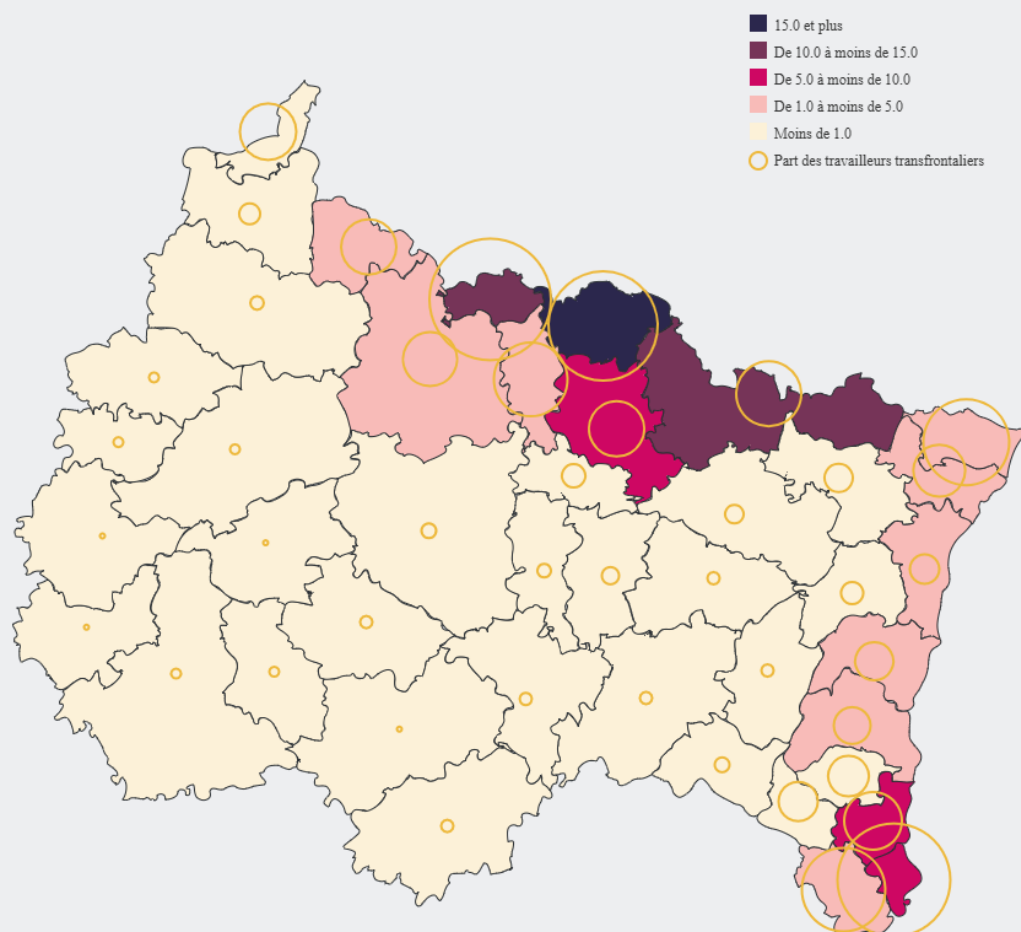 15.0 et plus
De 10.0 à moins de 15.0
De 5.0 à moins de 10.0
De 1.0 à moins de 5.0
Moins de 1.0
Part des travailleurs transfrontaliers